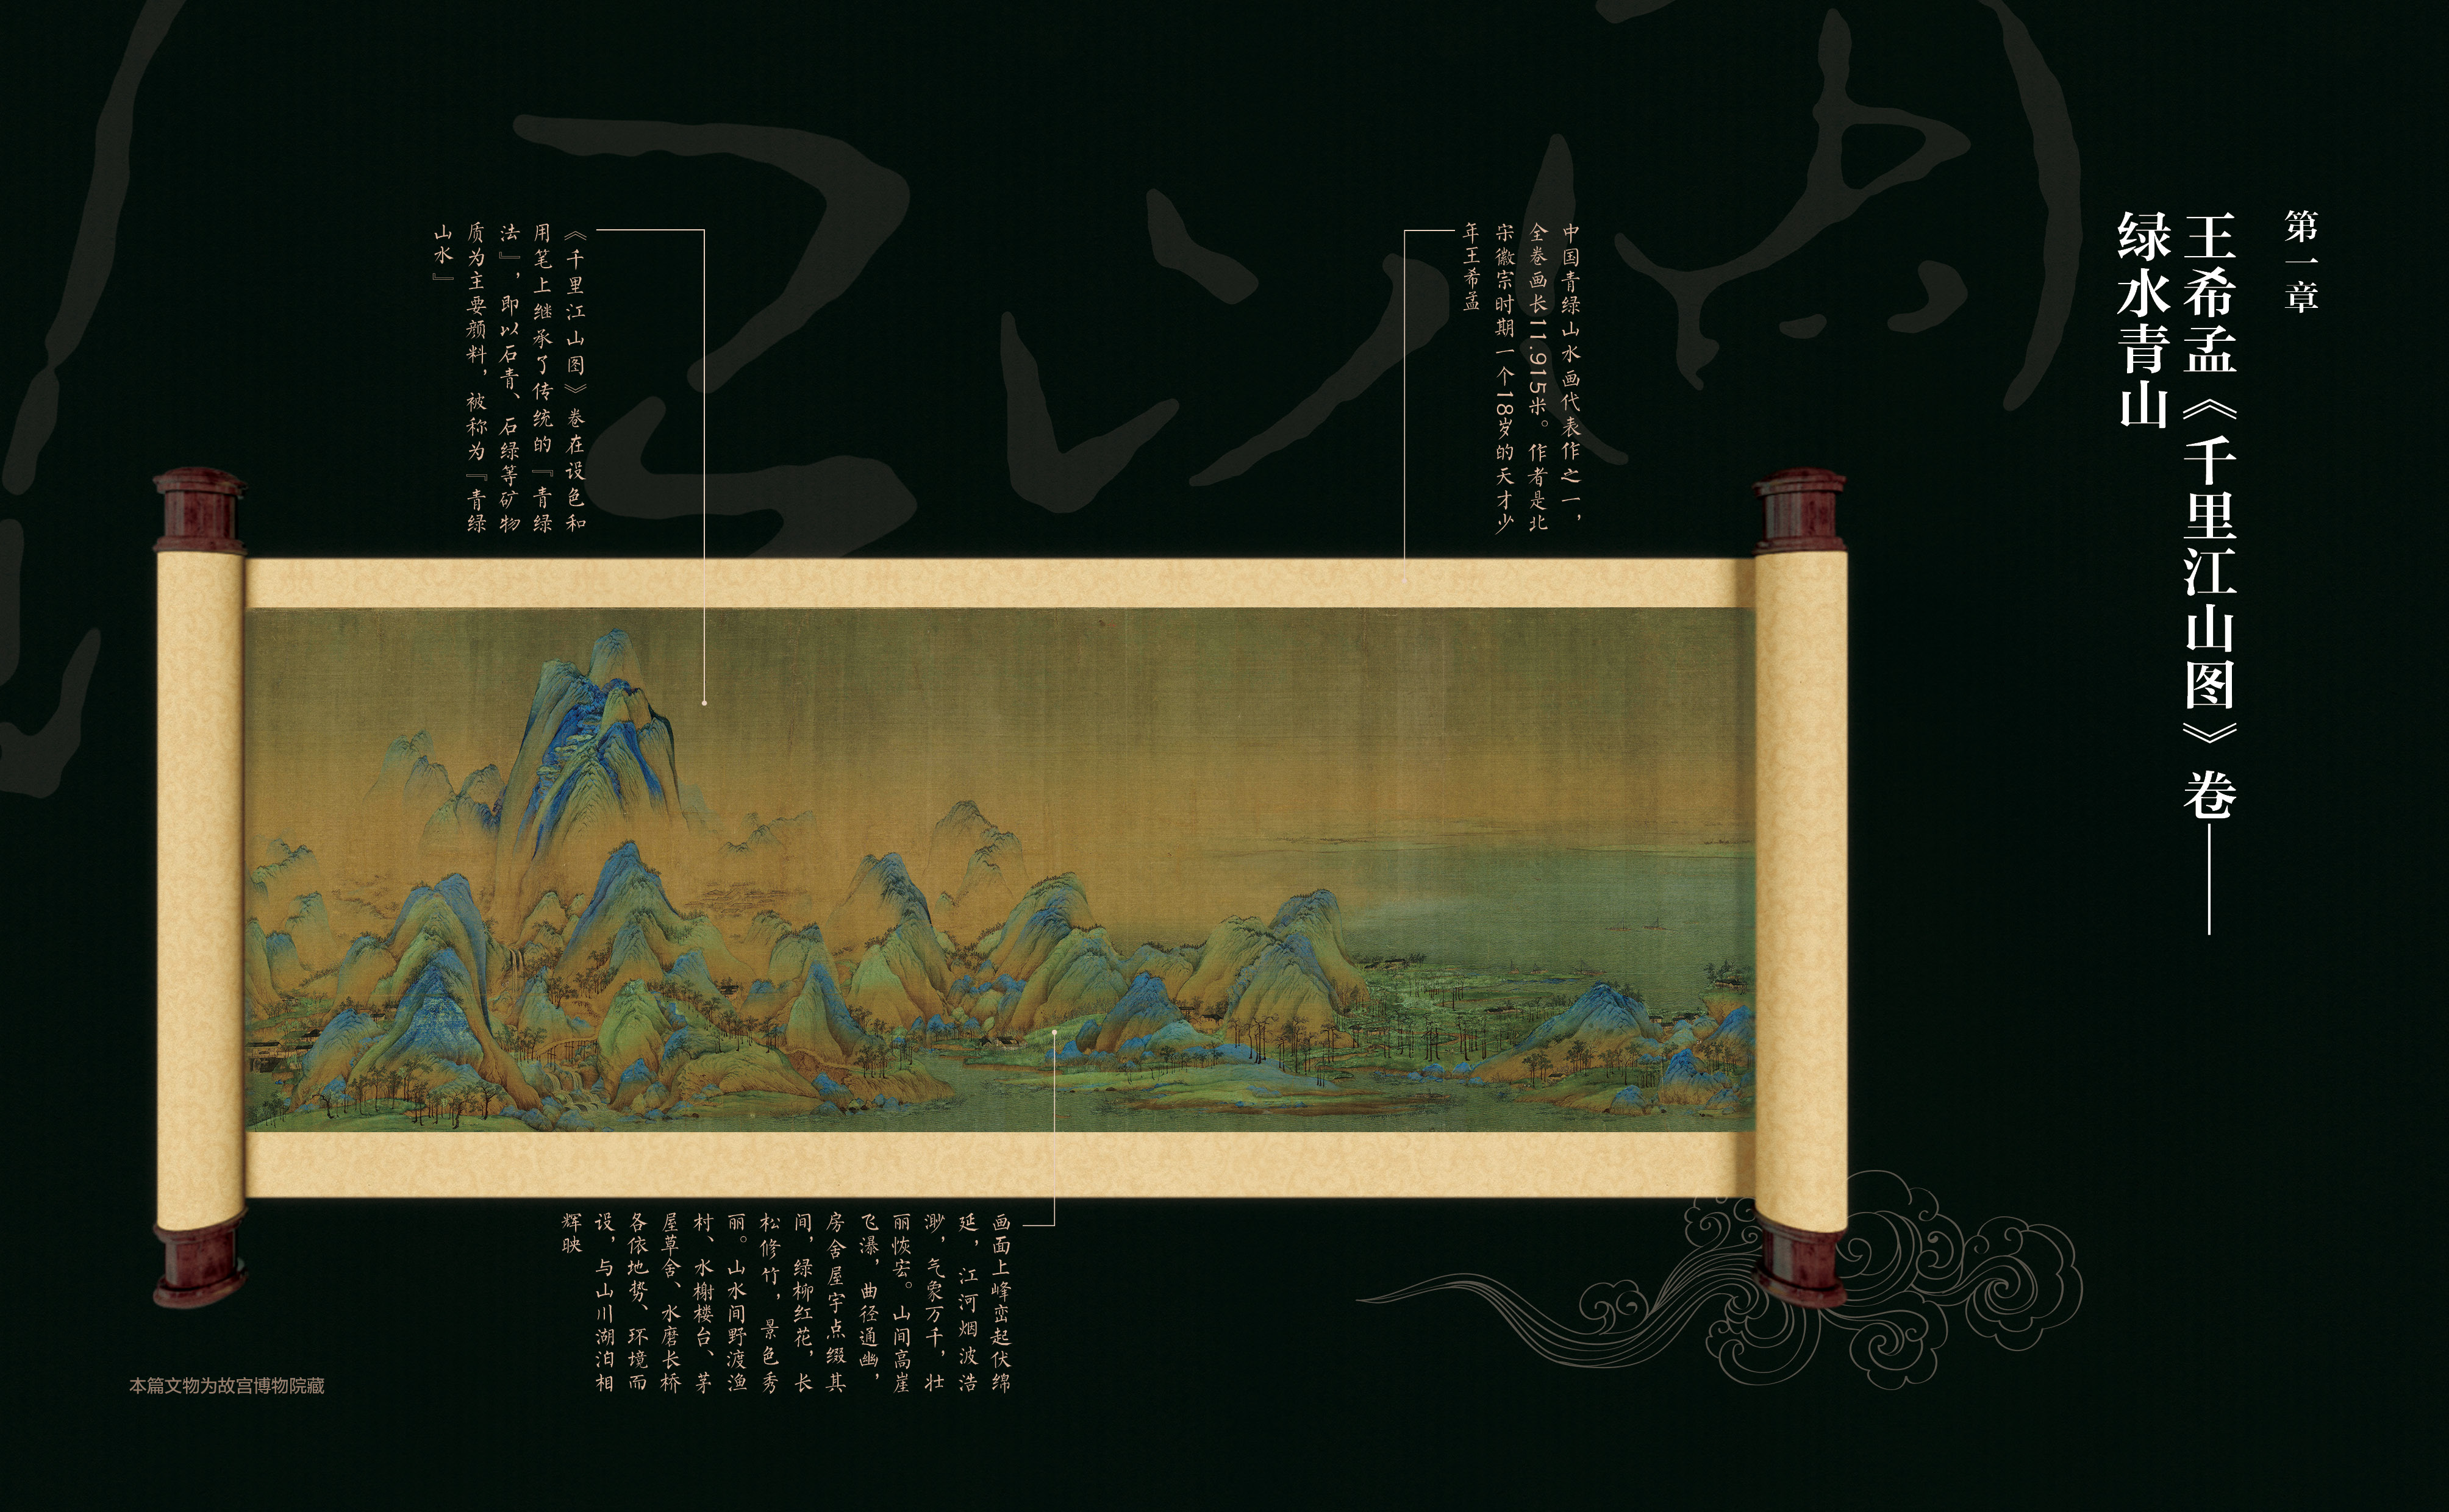 第一章
王希孟《千里江山图》卷——
绿水青山
中国青绿山水画代表作之一，
全卷画长11.915米。作者是北
宋徽宗时期一个18岁的天才少
年王希孟
《千里江山图》卷在设色和
用笔上继承了传统的『青绿
法』，即以石青、石绿等矿物
质为主要颜料，被称为『青绿
山水』
画面上峰峦起伏绵
延，江河烟波浩
渺，气象万千，壮
丽恢宏。山间高崖
飞瀑，曲径通幽，
房舍屋宇点缀其
间，绿柳红花，长
松修竹，景色秀
丽。山水间野渡渔
村、水榭楼台、茅
屋草舍、水磨长桥
各依地势、环境而
设，与山川湖泊相
辉映
本篇文物为故宫博物院藏